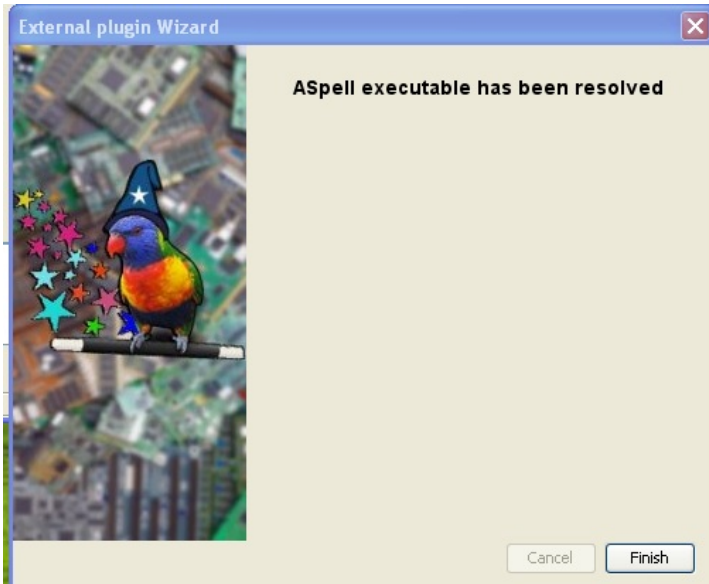 External plugin Wizard
ASpell executable has been resolved
Cancel
Finish